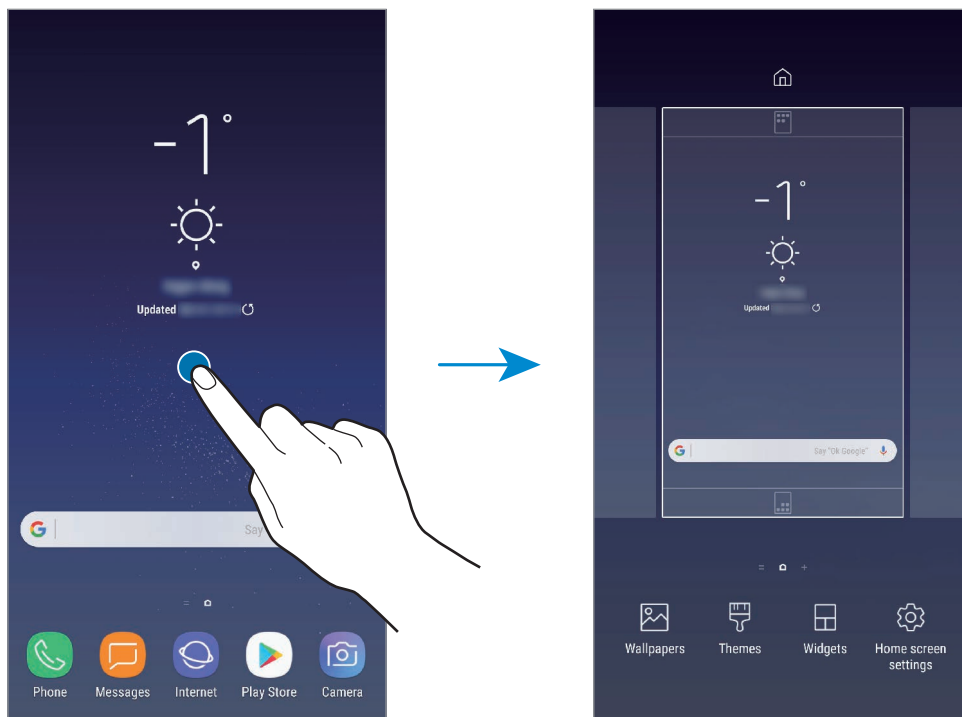 -1°
Updated
Say
Phone
Messages
Internet
Play Store
Camera
-1°
Updated
Say "Ok Google"
Wallpapers
Themes
Widgets
Home screen
settings